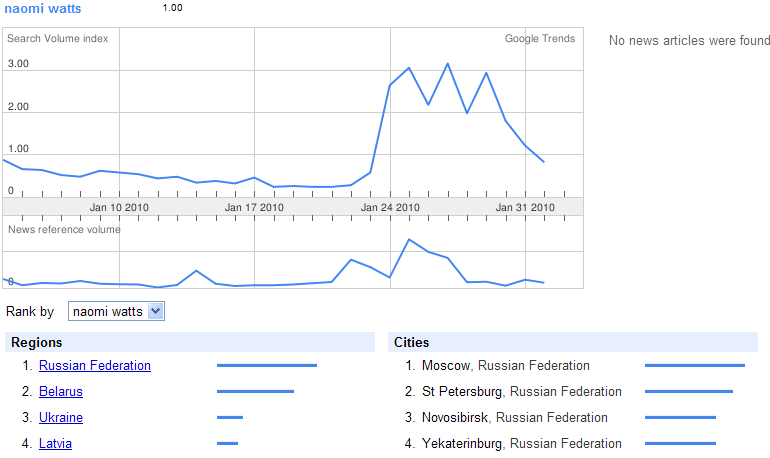 naomi watts 1.00
Search Volume index Google Trends
No news articles were found
3.00
2.00
1.00
0
Jan 10 2010 Jan 17 2010 Jan 24 2010 Jan 31 2010
News reference volume
0
Rank by naomi watts
Regions
1. Russian Federation
2. Belarus
3. Ukraine
4. Latvia
Cities
1. Moscow, Russian Federation
2. St Petersburg, Russian Federation
3. Novosibirsk, Russian Federation
4. Yekaterinburg, Russian Federation